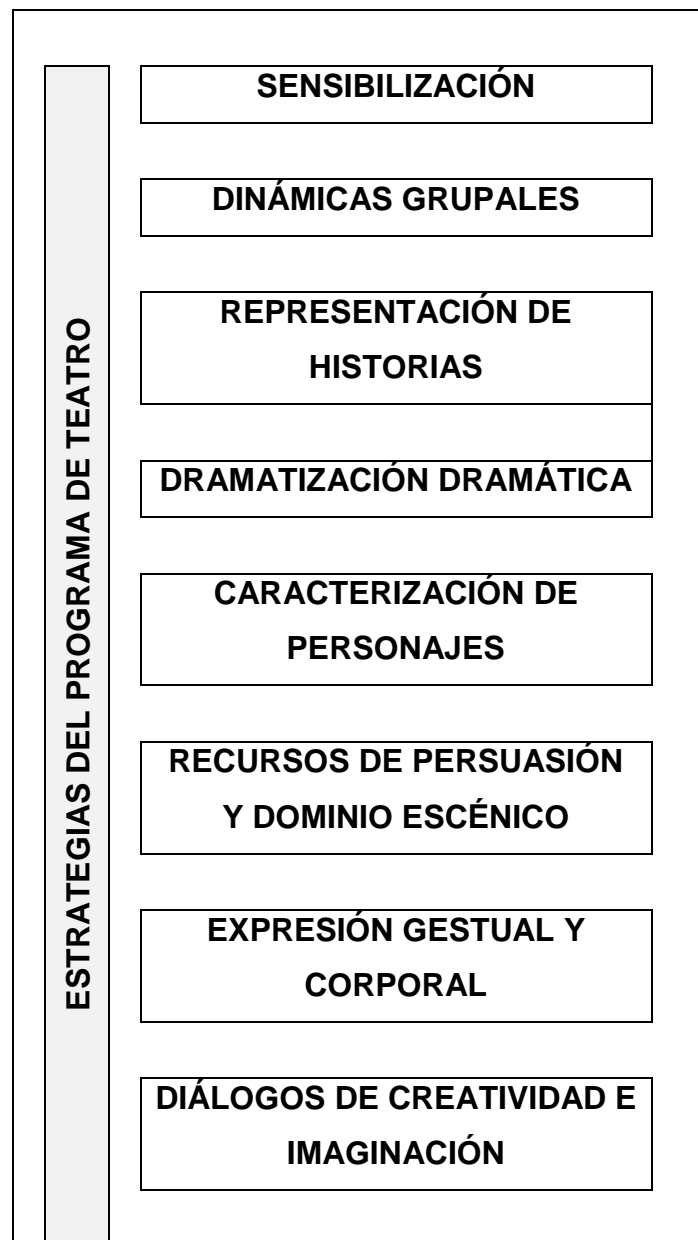 ESTRATEGIAS DEL PROGRAMA DE TEATRO
SENSIBILIZACIÓN
DINÁMICAS GRUPALES
REPRESENTACIÓN DE
HISTORIAS
DRAMATIZACIÓN DRAMÁTICA
CARACTERIZACIÓN DE
PERSONAJES
RECURSOS DE PERSUASIÓN
Y DOMINIO ESCÉNICO
EXPRESIÓN GESTUAL Y
CORPORAL
DIÁLOGOS DE CREATIVIDAD E
IMAGINACIÓN